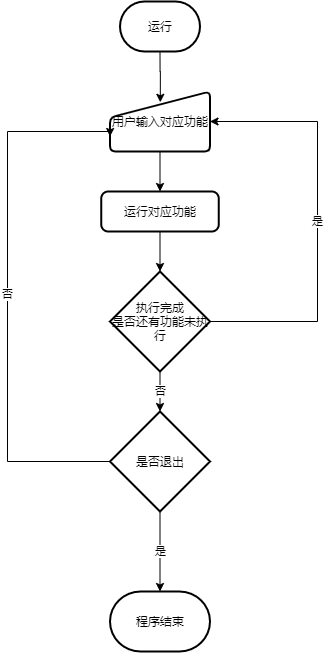 运行
用户输入对应功能
运行对应功能
执行完成
是否还有功能未执
行
是
否
否
是否退出
是
程序结束